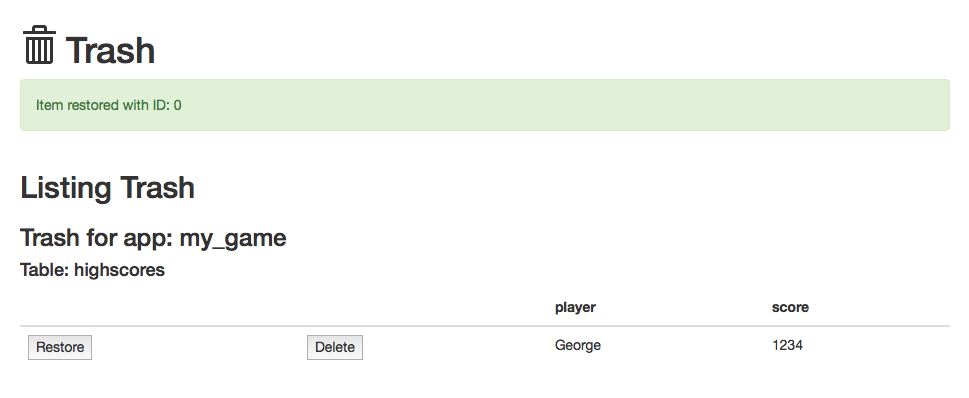 Trash
Item restored with ID: 0
Listing Trash
Trash for app: my_game
Table: highscores
player score
Restore Delete George 1234